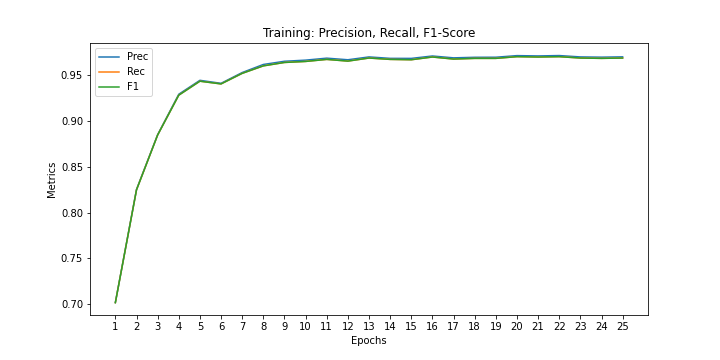 Training: Precision, Recall, F1-Score
Prec
Rec
F1
Metrics
0.95
0.90
0.85
0.80
0.75
0.70
1 2 3 4 5 6 7 8 9 10 11 12 13 14 15 16 17 18 19 20 21 22 23 24 25
Epochs